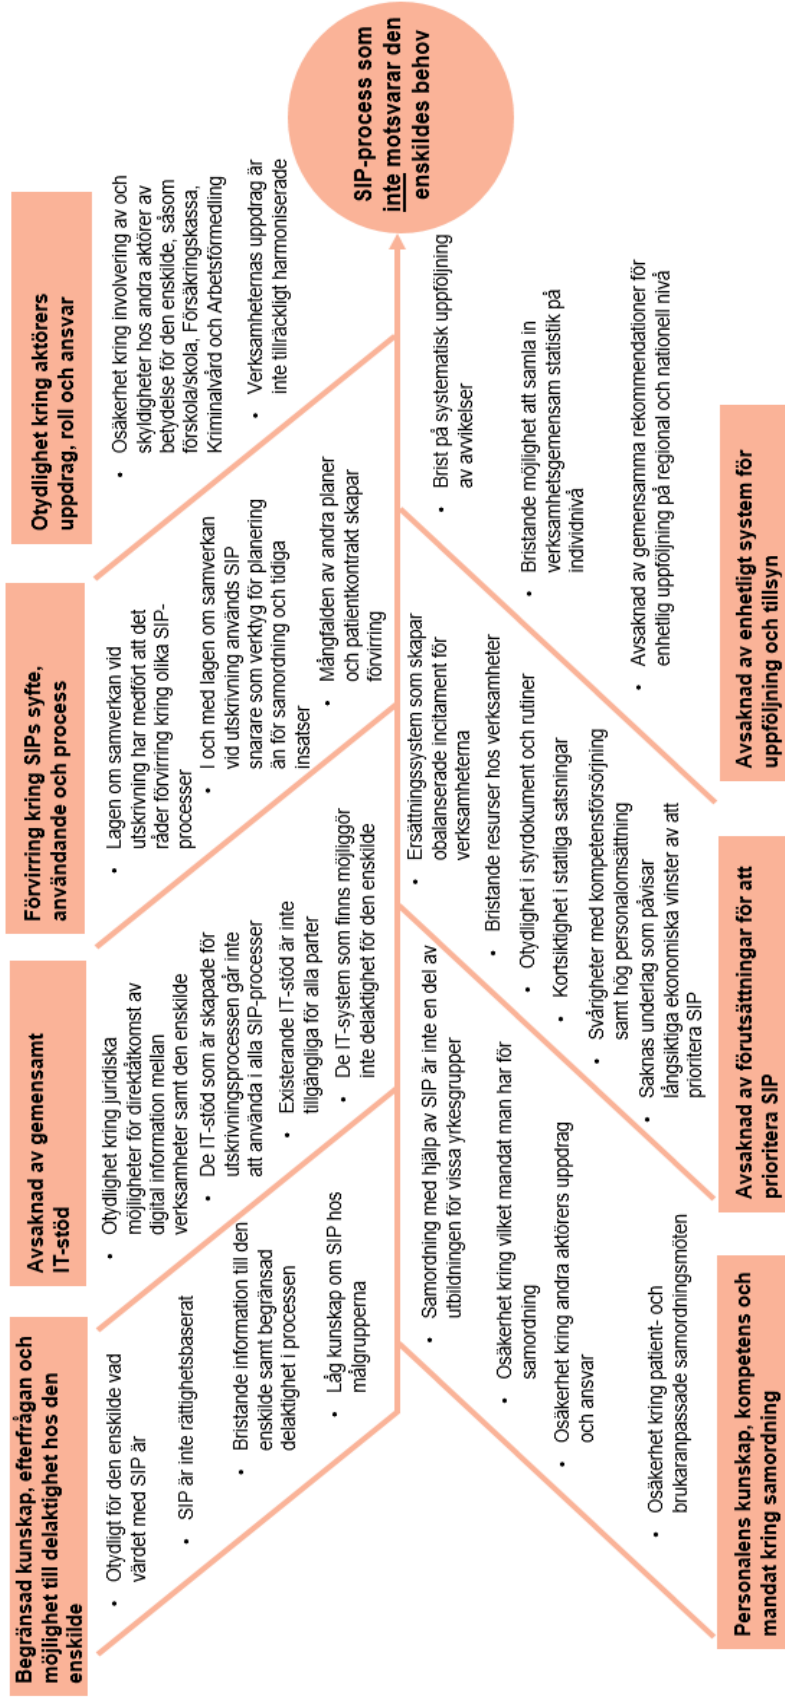 Begränsad kunskap, efterfrågan och
möjlighet till delaktighet hos den
enskilde
• Otydligt för den enskilde vad
värdet med SIP är
• SIP är inte rättighetsbaserat
• Bristande information till den
enskilde samt begränsad
delaktighet i processen
• Låg kunskap om SIP hos
målgrupperna
Avsaknad av gemensamt
IT-stöd
• Otydlighet kring juridiska
möjligheter för direktåtkomst av
digital information mellan
verksamheter samt den enskilde
• De IT-stöd som är skapade för
utskrivningsprocessen går inte
att använda i alla SIP-processer
• Existerande IT-stöd är inte
tillgängliga för alla parter
• De IT-system som finns möjliggör
inte delaktighet för den enskilde
Förvirring kring SIPs syfte,
användande och process
• Lagen om samverkan vid
utskrivning har medfört att det
råder förvirring kring olika SIP-
processer
• I och med lagen om samverkan
vid utskrivning används SIP
snarare som verktyg för planering
än för samordning och tidiga
insatser
• Mångfalden av andra planer
och patientkontrakt skapar
förvirring
Otydlighet kring aktörers
uppdrag, roll och ansvar
• Osäkerhet kring involvering av och
skyldigheter hos andra aktörer av
betydelse för den enskilde, såsom
förskola/skola, Försäkringskassa,
Kriminalvård och Arbetsförmedling
• Verksamheternas uppdrag är
inte tillräckligt harmoniserade
SIP-process som
inte motsvarar den
enskildes behov
• Samordning med hjälp av SIP är inte en del av
utbildningen för vissa yrkesgrupper
• Osäkerhet kring vilket mandat man har för
samordning
• Osäkerhet kring andra aktörers uppdrag
och ansvar
• Osäkerhet kring patient- och
brukaranpassade samordningsmöten
Personalens kunskap, kompetens och
mandat kring samordning
• Ersättningssystem som skapar
obalanserade incitament för
verksamheterna
• Bristande resurser hos verksamheter
• Otydlighet i styrdokument och rutiner
• Kortsiktighet i statliga satsningar
• Svårigheter med kompetensförsörjning
samt hög personalomsättning
• Saknas underlag som påvisar
långsiktiga ekonomiska vinster av att
prioritera SIP
Avsaknad av förutsättningar för att
prioritera SIP
• Brist på systematisk uppföljning
av avvikelser
• Bristande möjlighet att samla in
verksamhetsgemensam statistik på
individnivå
• Avsaknad av gemensamma rekommendationer för
enhetlig uppföljning på regional och nationell nivå
Avsaknad av enhetligt system för
uppföljning och tillsyn